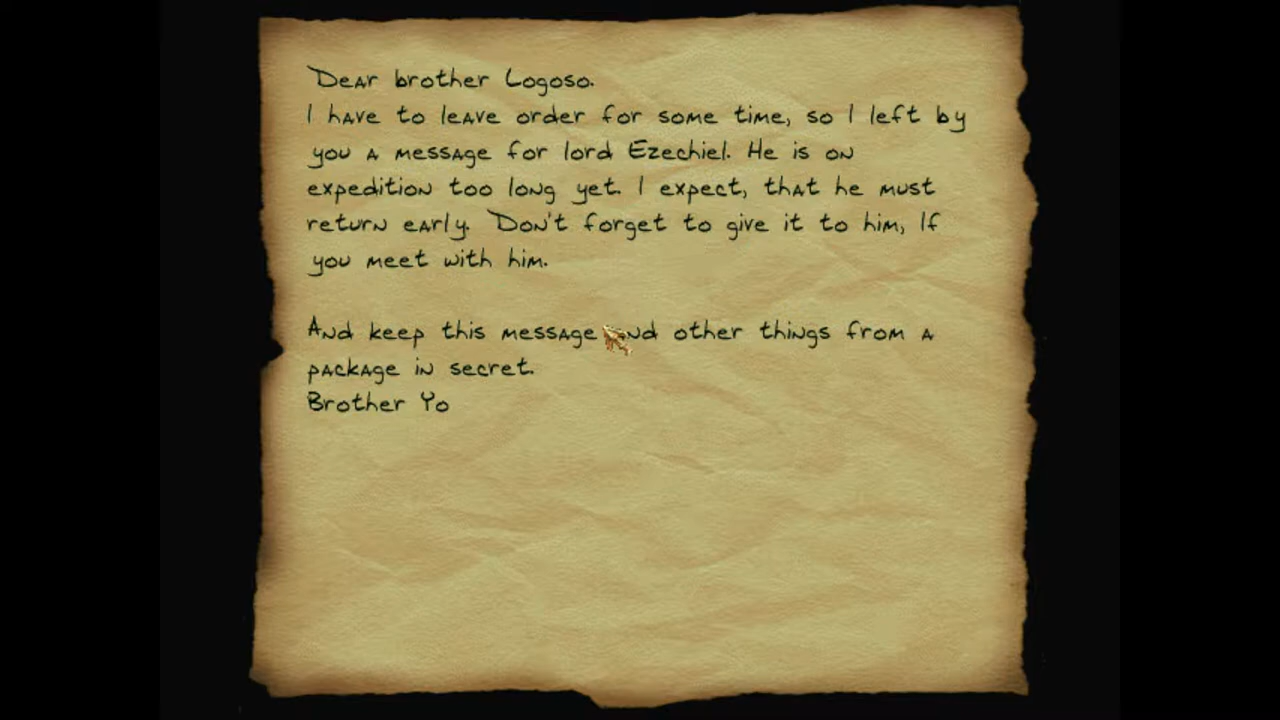 Dear brother Logoso.
I have to leave order for some time, so I left by
you a message for lord Ezechiel. He is on
expedition too long yet. I expect, that he must
return early. Don't forget to give it to him, If
you meet with him.
And keep this message and other things from a
package in secret.
Brother Yo